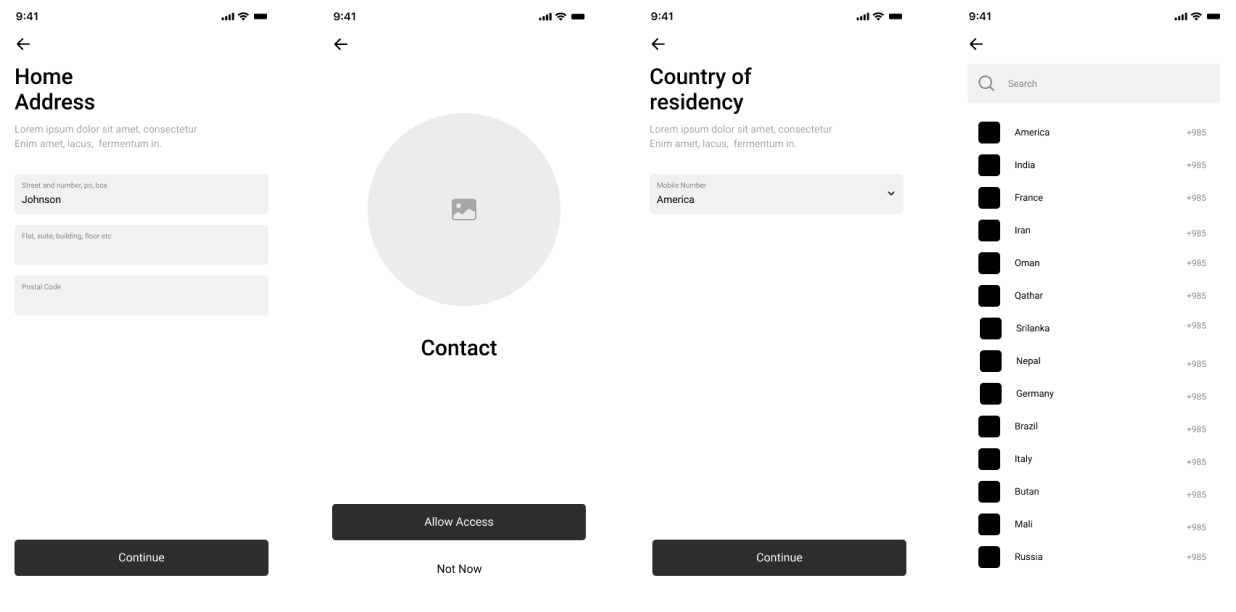 9:41
Home
Address
Lorem ipsum dolor sit amet, consectetur
Enim amet, lacus,  fermentum in.
Street and number, po, box
Johnson
Flat, suite, building, floor etc
Postal Code
Continue
9:41
Contact
Allow Access
Not Now
9:41
Country of
residency
Lorem ipsum dolor sit amet, consectetur
Enim amet, lacus,  fermentum in.
Mobile Number
America
Continue
9:41
Search
America +985
India +985
France +985
Iran +985
Oman +985
Qathar +985
Srilanka +985
Nepal +985
Germany +985
Brazil +985
Italy +985
Butan +985
Mali +985
Russia +985